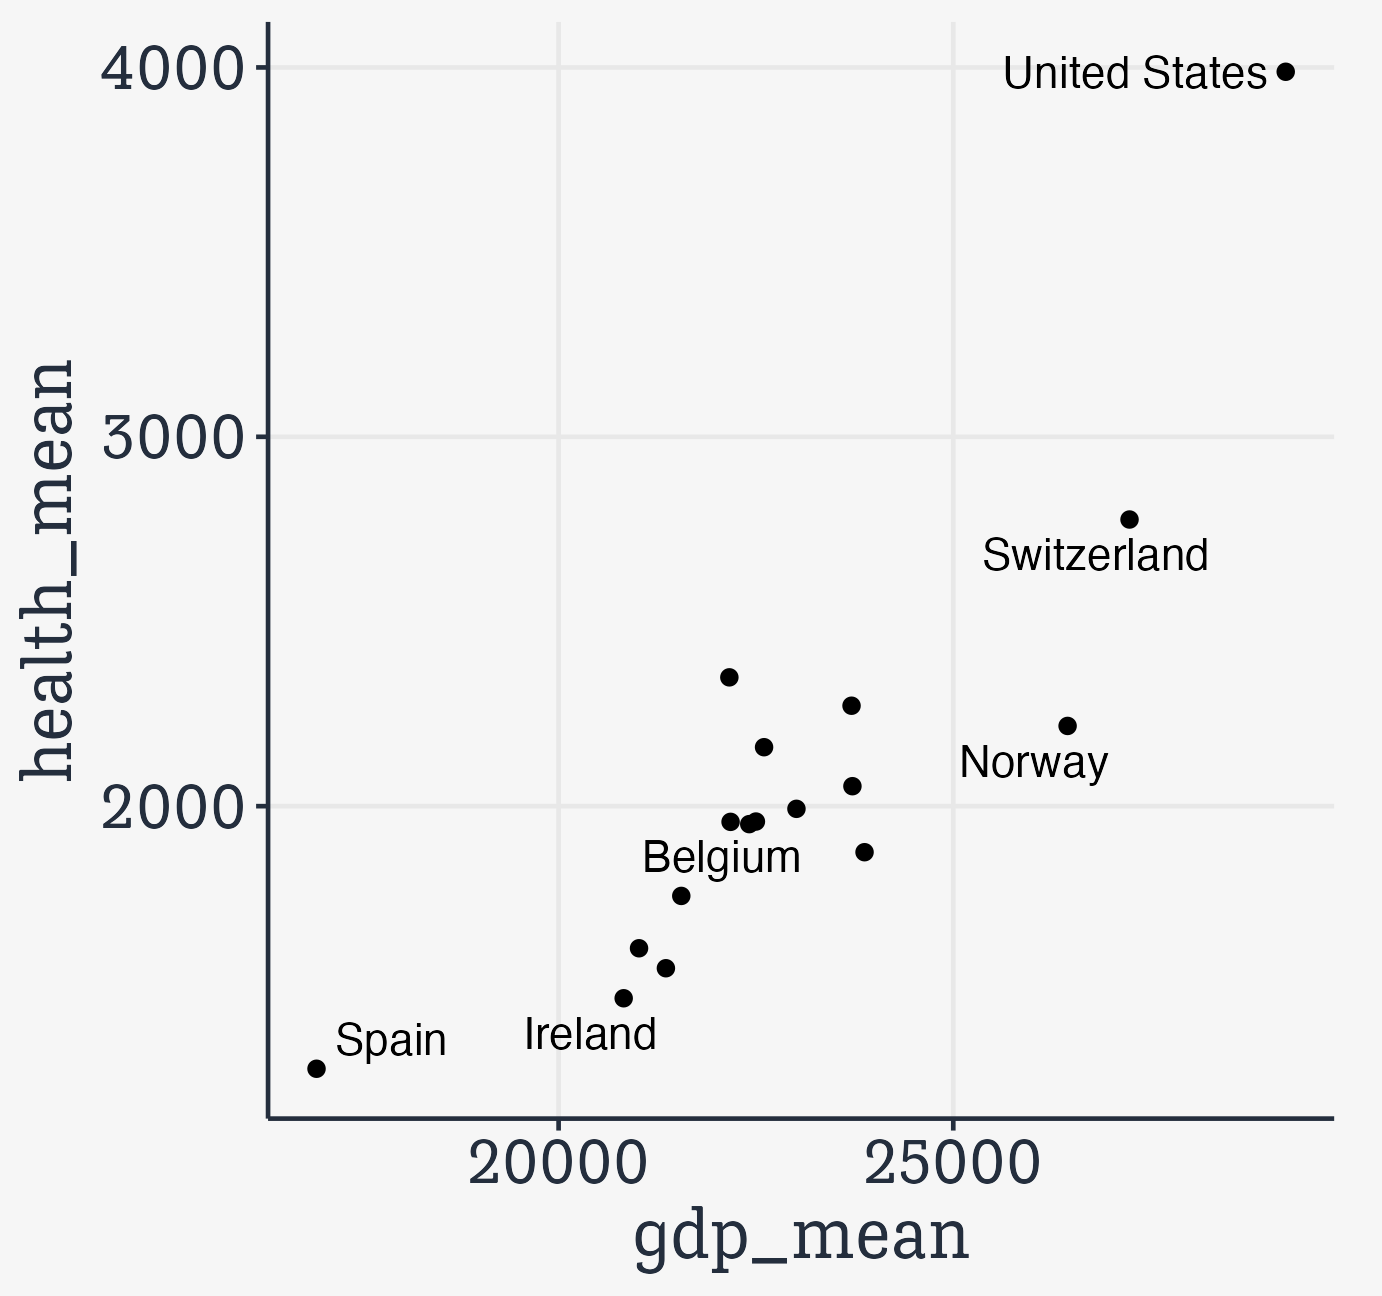 4000
United States
3000
Switzerland
Norway
2000
Belgium
Spain
Ireland
20000
25000
gdp_mean
health_mean